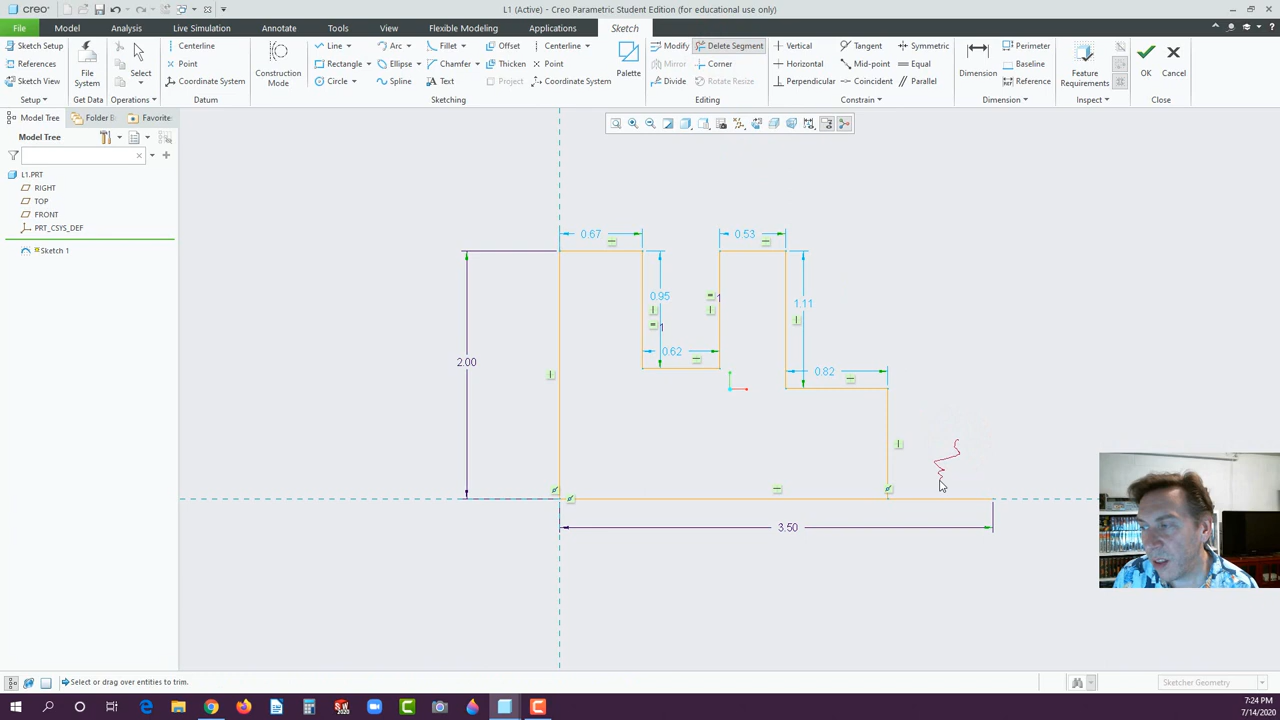 creo
L1 (Active) - Creo Parametric Student Edition (for educational use only)
File Model Analysis Live Simulation Annotate Tools View Flexible Modeling Applications Sketch
Sketch Setup
References
Sketch View
Setup
File System
Get Data
Select
Operations
Centerline
Point
Coordinate System
Datum
Construction Mode
Line Arc Fillet Offset Centerline
Rectangle Ellipse Chamfer Thicken Point
Circle Spline Text Project Coordinate System
Sketching
Palette
Modify Delete Segment
Mirror Corner
Divide Rotate Resize
Editing
Vertical Tangent Symmetric
Horizontal Mid-point Equal
Perpendicular Coincident Parallel
Constrain
Dimension
Perimeter
Baseline
Reference
Dimension
Feature Requirements
Inspect
OK
Cancel
Close
Model Tree Folder B Favorite
Model Tree
L1.PRT
RIGHT
TOP
FRONT
PRT_CSYS_DEF
Sketch 1
0.67
0.53
0.95
1
1
1.11
0.62
2.00
0.82
3.50
Select or drag over entities to trim.
Sketcher Geometry
SW
2020
7:24 PM
7/14/2020